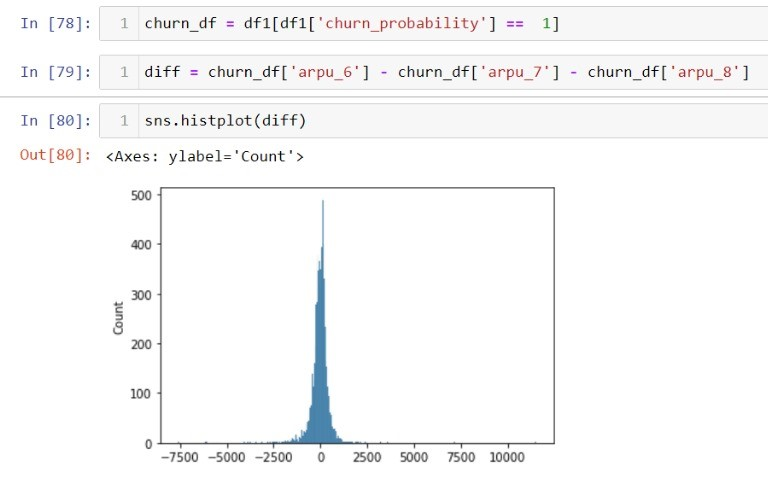 In [78]: 1 churn_df = df1[df1['churn_probability'] ==  1]
In [79]: 1 diff = churn_df['arpu_6'] - churn_df['arpu_7'] - churn_df['arpu_8']
In [80]: 1 sns.histplot(diff)
Out[80]: <Axes: ylabel='Count'>
500
400
300
200
100
0
Count
−7500 −5000 −2500 0 2500 5000 7500 10000